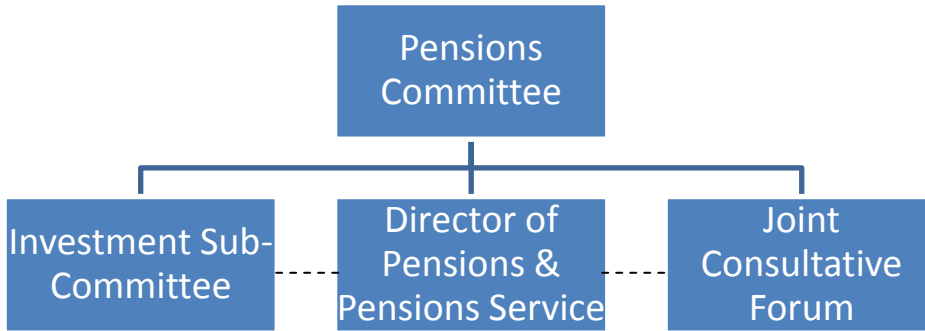 Pensions
Committee
Investment Sub-
Committee
Director of
Pensions &
Pensions Service
Joint
Consultative
Forum